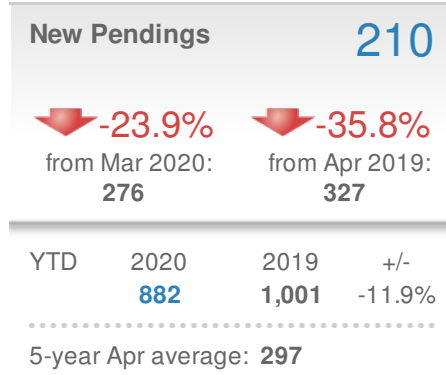 New Pendings 210
-23.9% -35.8%
from Mar 2020: from Apr 2019:
276 327
YTD 2020 2019 +/-
882 1,001 -11.9%
5-year Apr average: 297